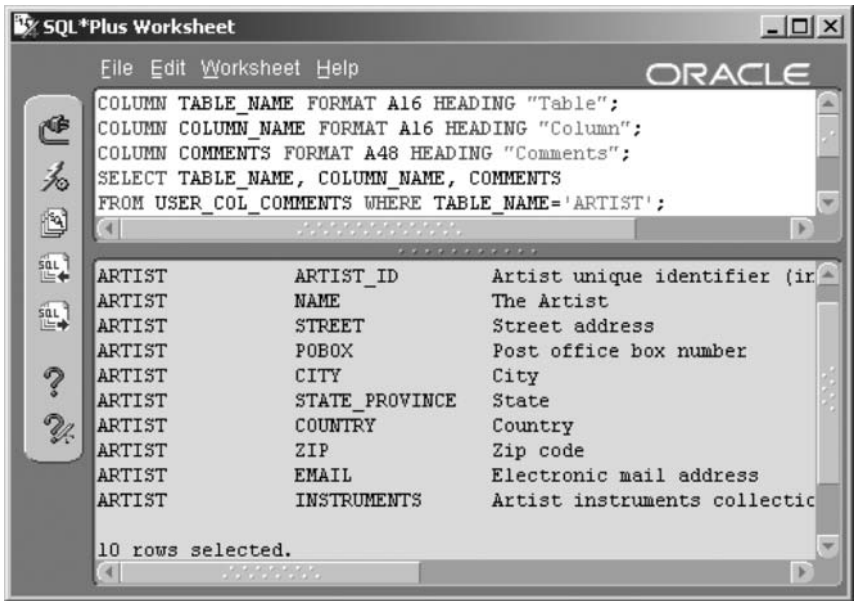 SQL*Plus Worksheet
File Edit Worksheet Help
ORACLE
COLUMN TABLE_NAME FORMAT A16 HEADING "Table";
COLUMN COLUMN_NAME FORMAT A16 HEADING "Column";
COLUMN COMMENTS FORMAT A48 HEADING "Comments";
SELECT TABLE_NAME, COLUMN_NAME, COMMENTS
FROM USER_COL_COMMENTS WHERE TABLE_NAME='ARTIST';
ARTIST ARTIST_ID Artist unique identifier
ARTIST NAME The Artist
ARTIST STREET Street address
ARTIST POBOX Post office box number
ARTIST CITY City
ARTIST STATE_PROVINCE State
ARTIST COUNTRY Country
ARTIST ZIP Zip code
ARTIST EMAIL Electronic mail address
ARTIST INSTRUMENTS Artist instruments collectio
10 rows selected.
SQL
SQL